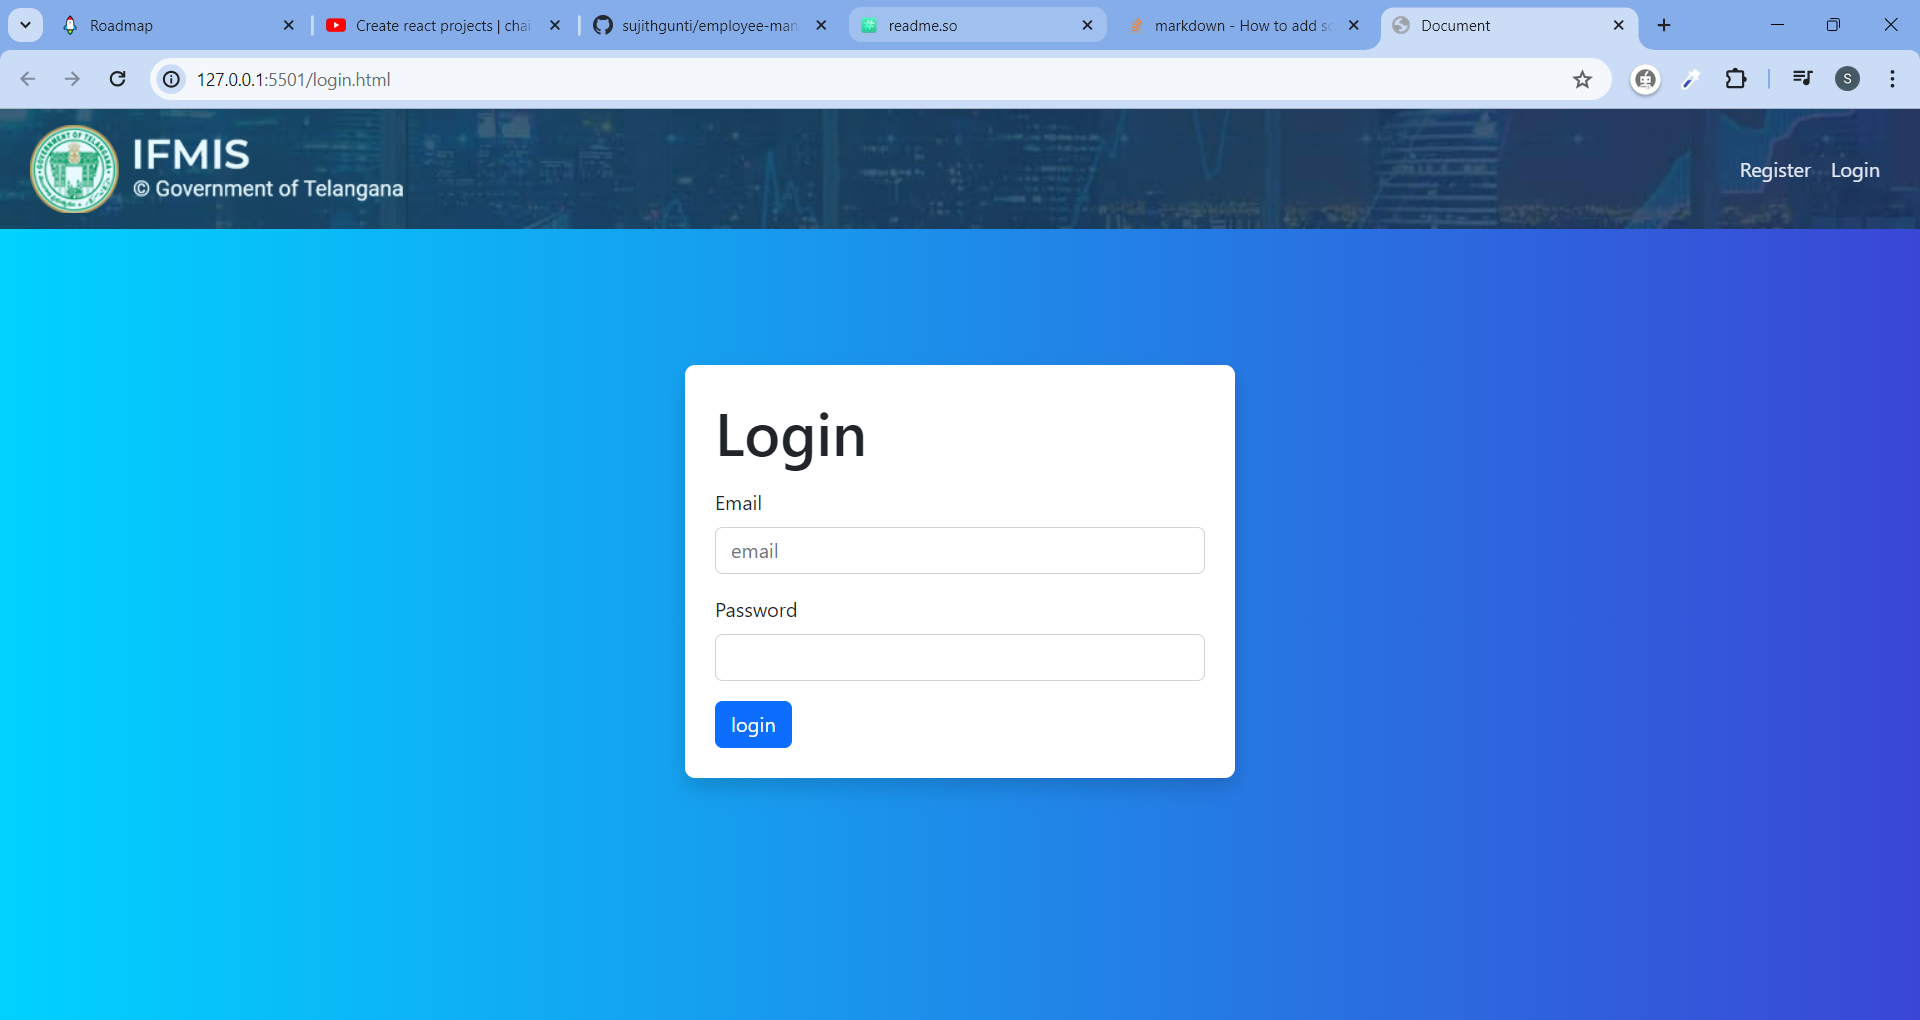 Roadmap
Create react projects | chai
sujithgunti/employee-man
readme.so
markdown - How to add sc
Document
127.0.0.1:5501/login.html
S
IFMIS
© Government of Telangana
Register Login
Login
Email
email
Password
login